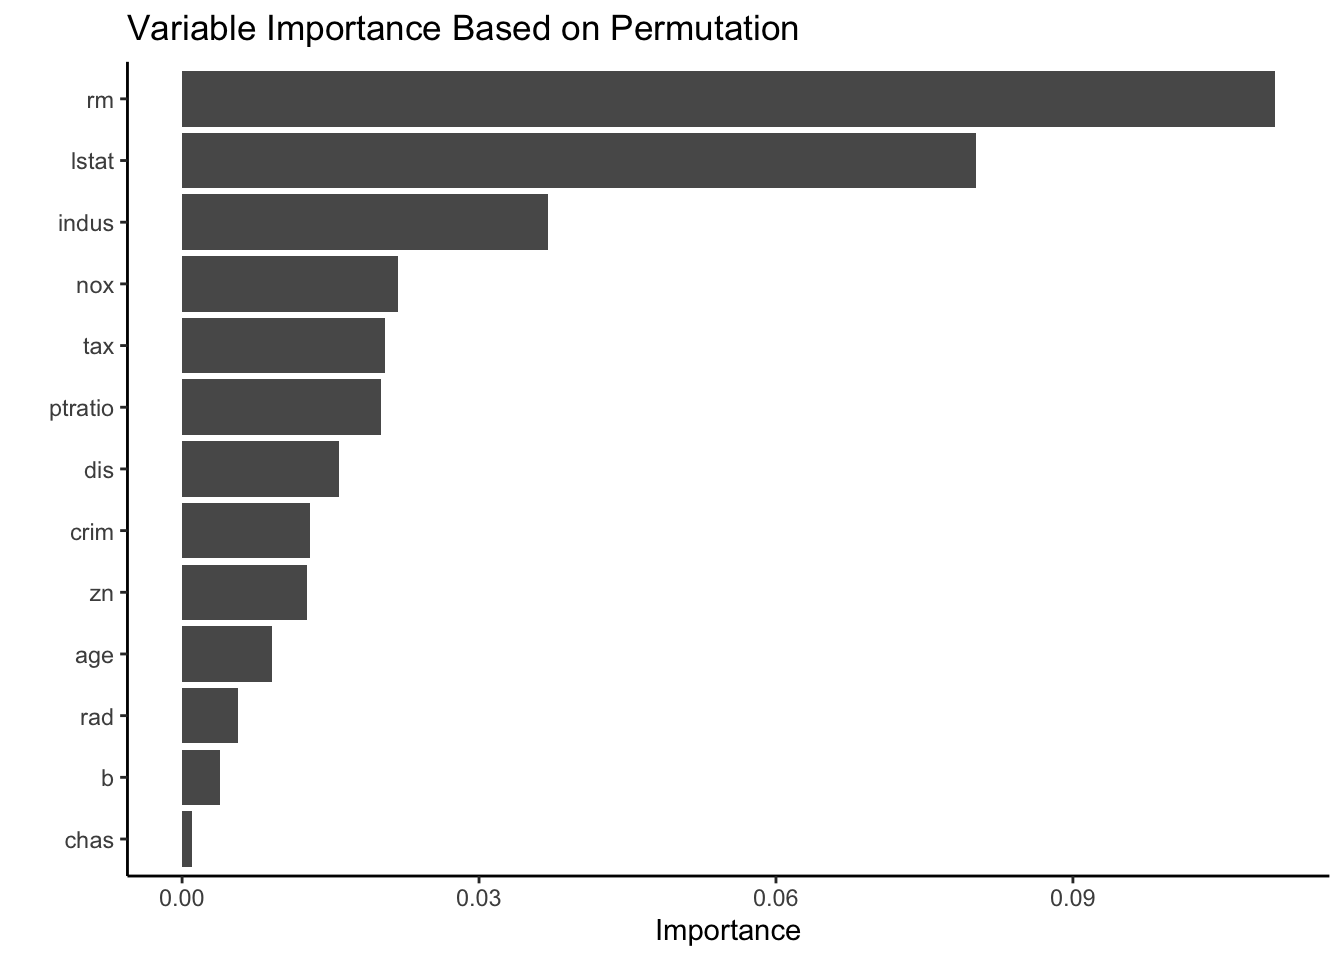 Variable Importance Based on Permutation
rm
lstat
indus
nox
tax
ptratio
dis
crim
zn
age
rad
b
chas
0.00 0.03 0.06 0.09
Importance